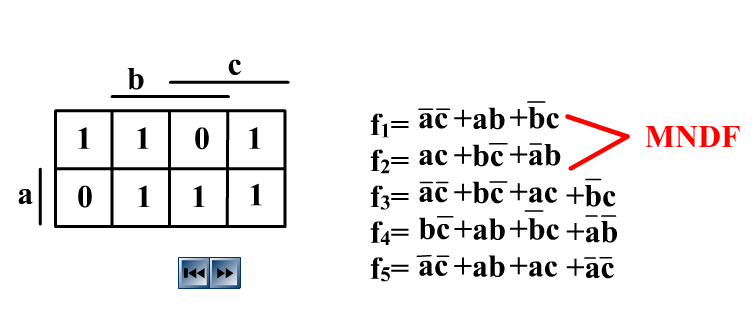 c
b
1 1 0 1
a 0 1 1 1
f₁= a̅c̅+ab+b̅c
f₂= ac+bc̅+a̅b
MNDF
f₃= a̅c̅+bc̅+ac+b̅c
f₄= bc̅+ab+b̅c+a̅b̅
f₅= a̅c̅+ab+ac+a̅c̅